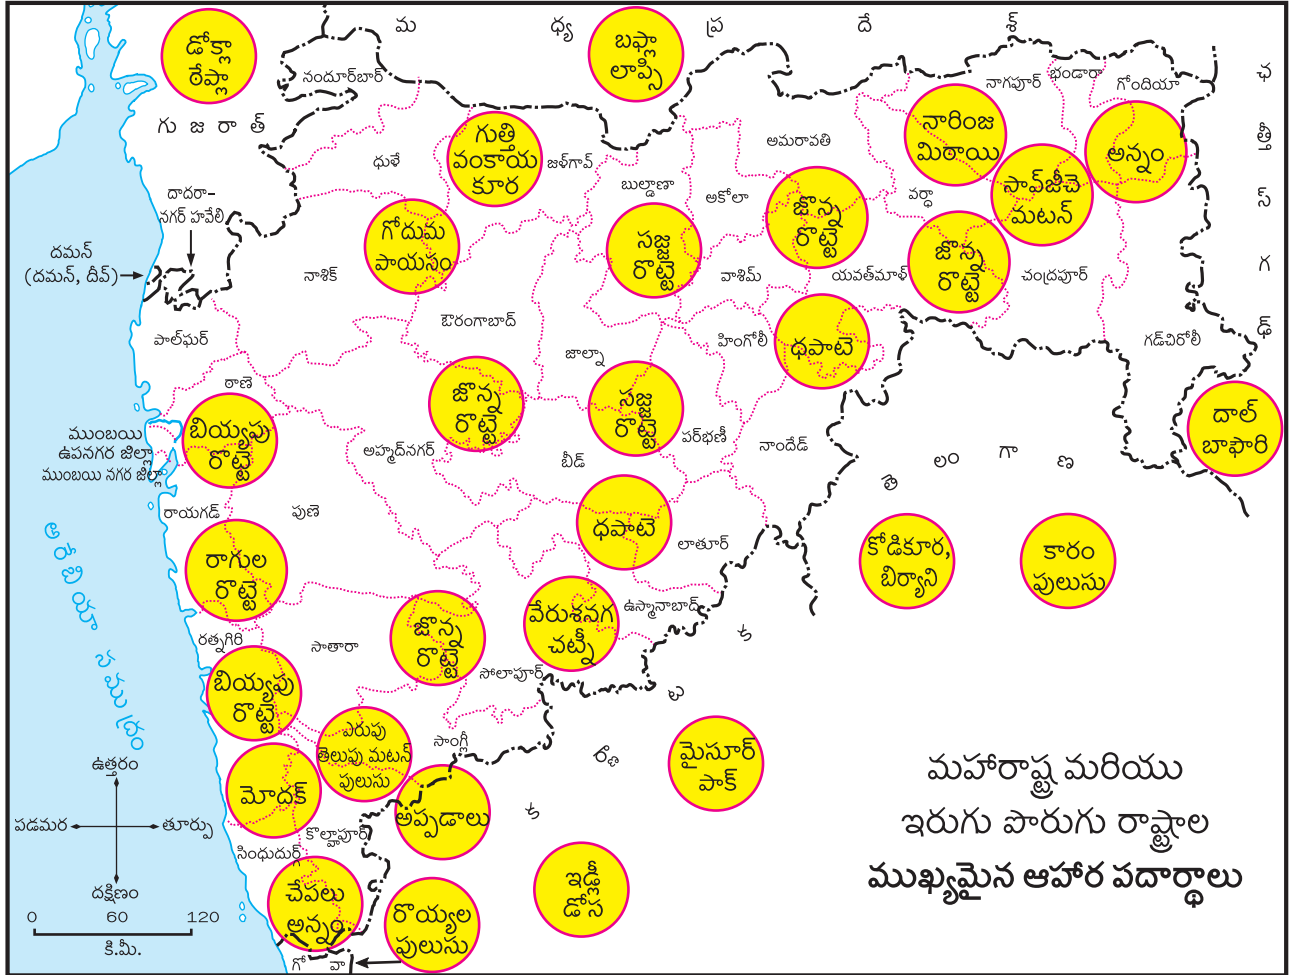 మ ధ్య ప్ర దే శ్
డోక్లా
ఠేప్లా
బఫ్లా
లాప్సి
నందూర్‌బార్
నాగపూర్
భండారా
గోందియా
ఛ
త్తీ
స్
గ
ఢ్
గు జ రా త్
గుత్తి
వంకాయ
కూర
నారింజ
మిఠాయి
అన్నం
ధులే
జళ్‌గావ్
అమరావతి
బుల్డాణా
అకోలా
వర్ధా
సావ్‌జీచె
మటన్
దాదరా-
నగర్ హవేలి
గోదుమ
పాయసం
సజ్జ
రొట్టె
జొన్న
రొట్టె
జొన్న
రొట్టె
దమన్
(దమన్, దీవ్)
నాశిక్
వాశిమ్
యవత్‌మాళ్
చంద్రపూర్
ఔరంగాబాద్
పాల్‌ఘర్
జాల్నా
హింగోలీ
ధపాటె
గడ్‌చిరోలీ
ఠాణె
జొన్న
రొట్టె
సజ్జ
రొట్టె
దాల్
బాఫౌరి
బియ్యపు
రొట్టె
ముంబయి
ఉపనగర జిల్లా
ముంబయి నగర జిల్లా
అహ్మద్‌నగర్
బీడ్
పర్‌భణీ
నాందేడ్
తె లం గా ణ
రాయగడ్
పుణె
ధపాటె
లాతూర్
అరేబియా సముద్రం
రాగుల
రొట్టె
కోడికూర,
బిర్యాని
కారం
పులుసు
రత్నగిరి
సాతారా
జొన్న
రొట్టె
వేరుశనగ
చట్నీ
ఉస్మానాబాద్
సోలాపూర్
బియ్యపు
రొట్టె
ఎరుపు
తెలుపు మటన్
పులుసు
సాంగ్లీ
క ర్ణా ట క
మైసూర్
పాక్
మోదక్
అప్పడాలు
కొల్హాపూర్
ఉత్తరం
పడమర
తూర్పు
దక్షిణం
సింధుదుర్గ్
చేపలు
అన్నం
రొయ్యల
పులుసు
ఇడ్లీ
డోస
0 60 120
కి.మీ.
గో వా
మహారాష్ట్ర మరియు
ఇరుగు పొరుగు రాష్ట్రాల
ముఖ్యమైన ఆహార పదార్థాలు